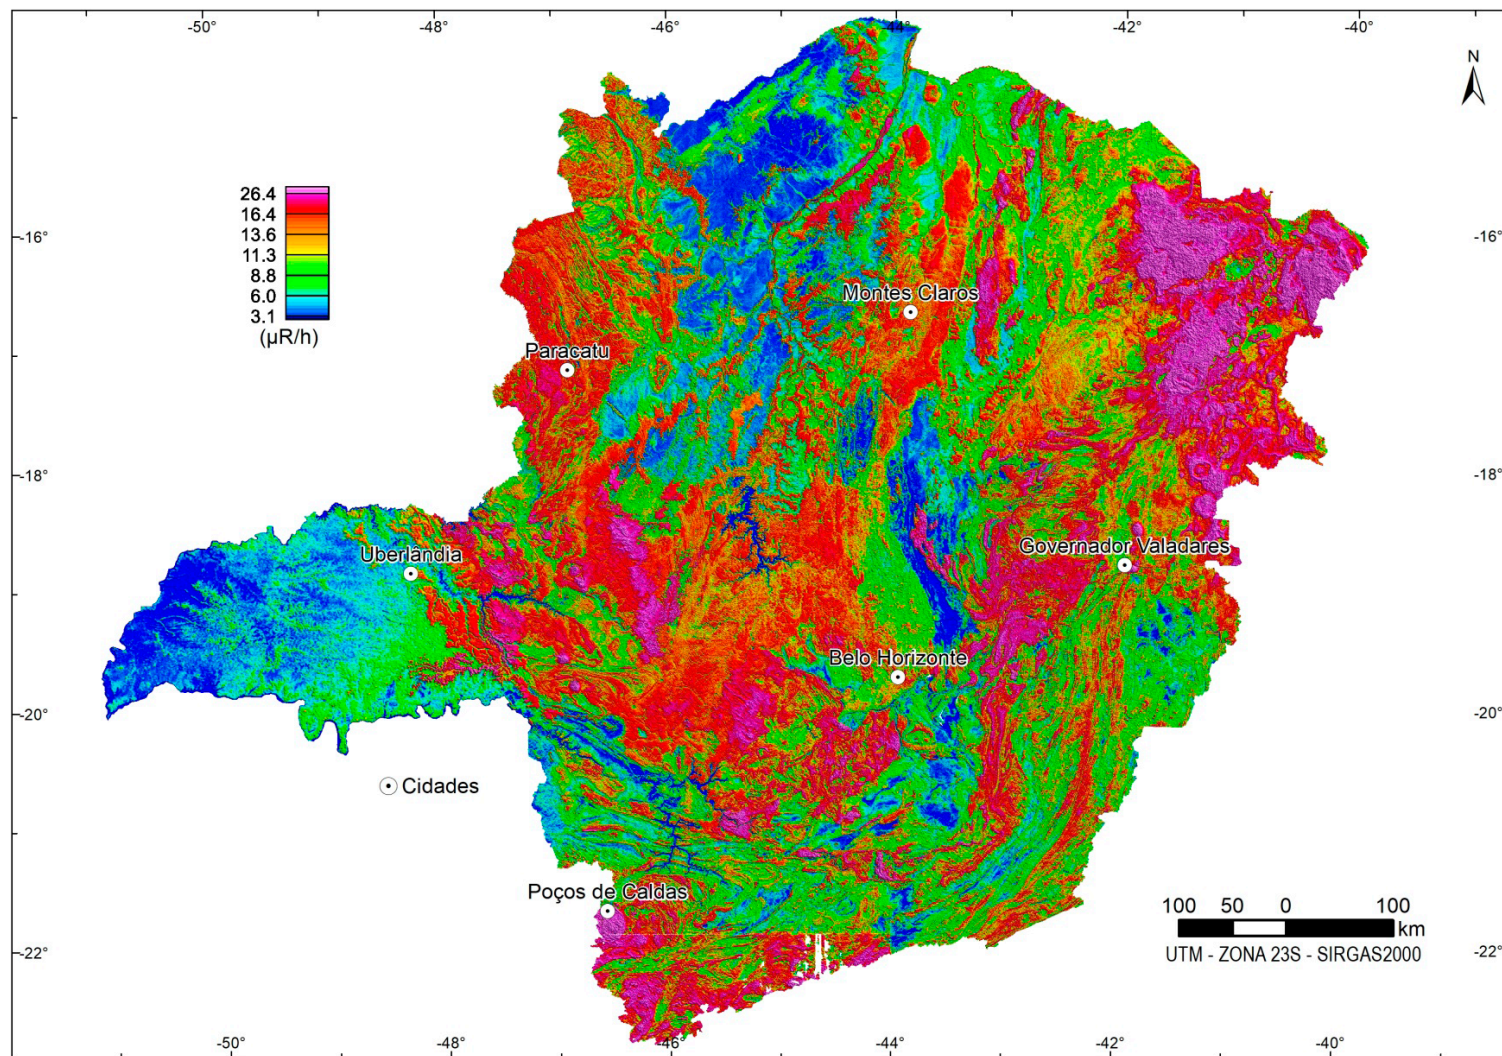 -50° -48° -46° -44° -42° -40°
N
26.4
16.4
13.6
11.3
8.8
6.0
3.1
(µR/h)
-16° -16°
Montes Claros
Paracatu
-18° -18°
Governador Valadares
Uberlândia
Belo Horizonte
-20° -20°
Cidades
Poços de Caldas
100 50 0 100
km
UTM - ZONA 23S - SIRGAS2000
-22° -22°
-50° -48° -46° -44° -42° -40°